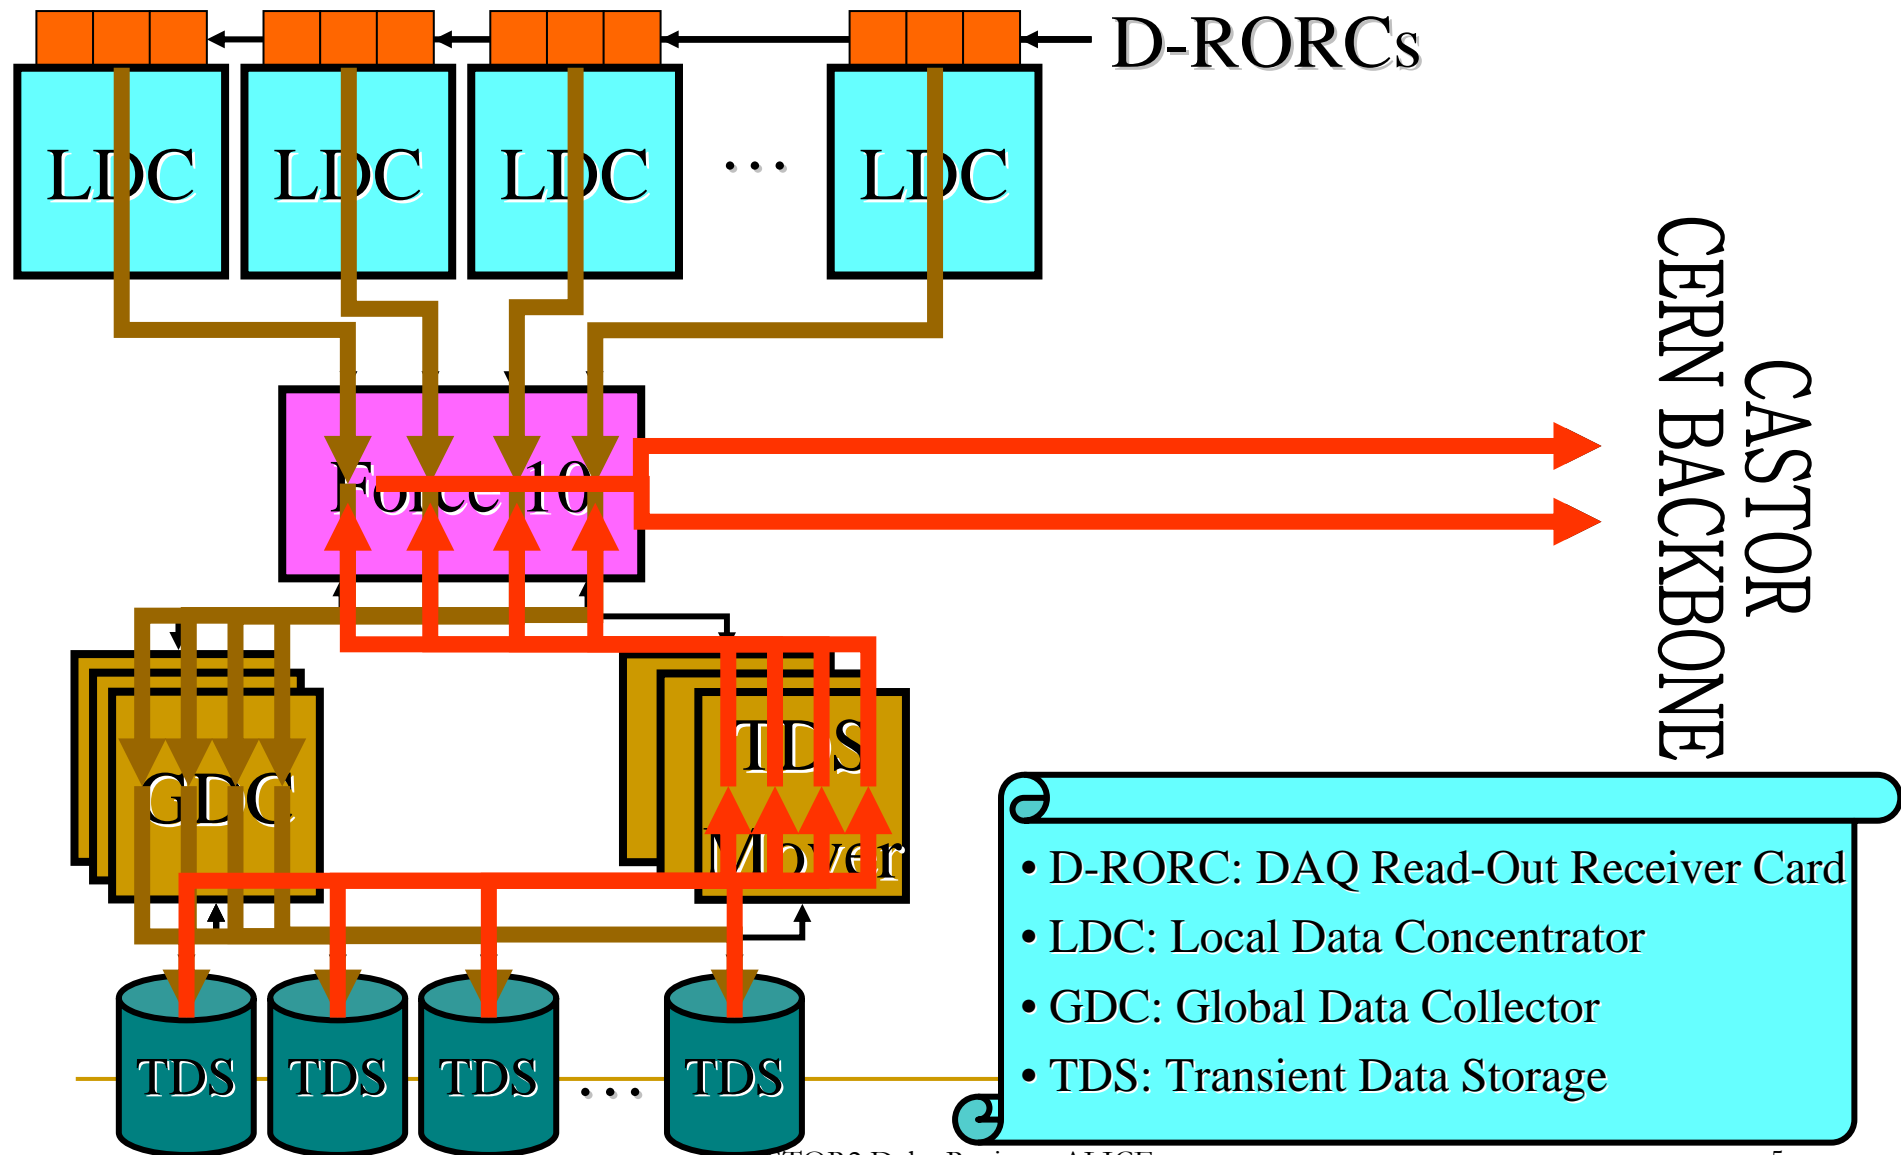 D-RORCs
LDC LDC LDC … LDC
Force 10
CASTOR
CERN BACKBONE
GDC
TDS
Mover
• D-RORC: DAQ Read-Out Receiver Card
• LDC: Local Data Concentrator
• GDC: Global Data Collector
• TDS: Transient Data Storage
TDS TDS TDS … TDS
5